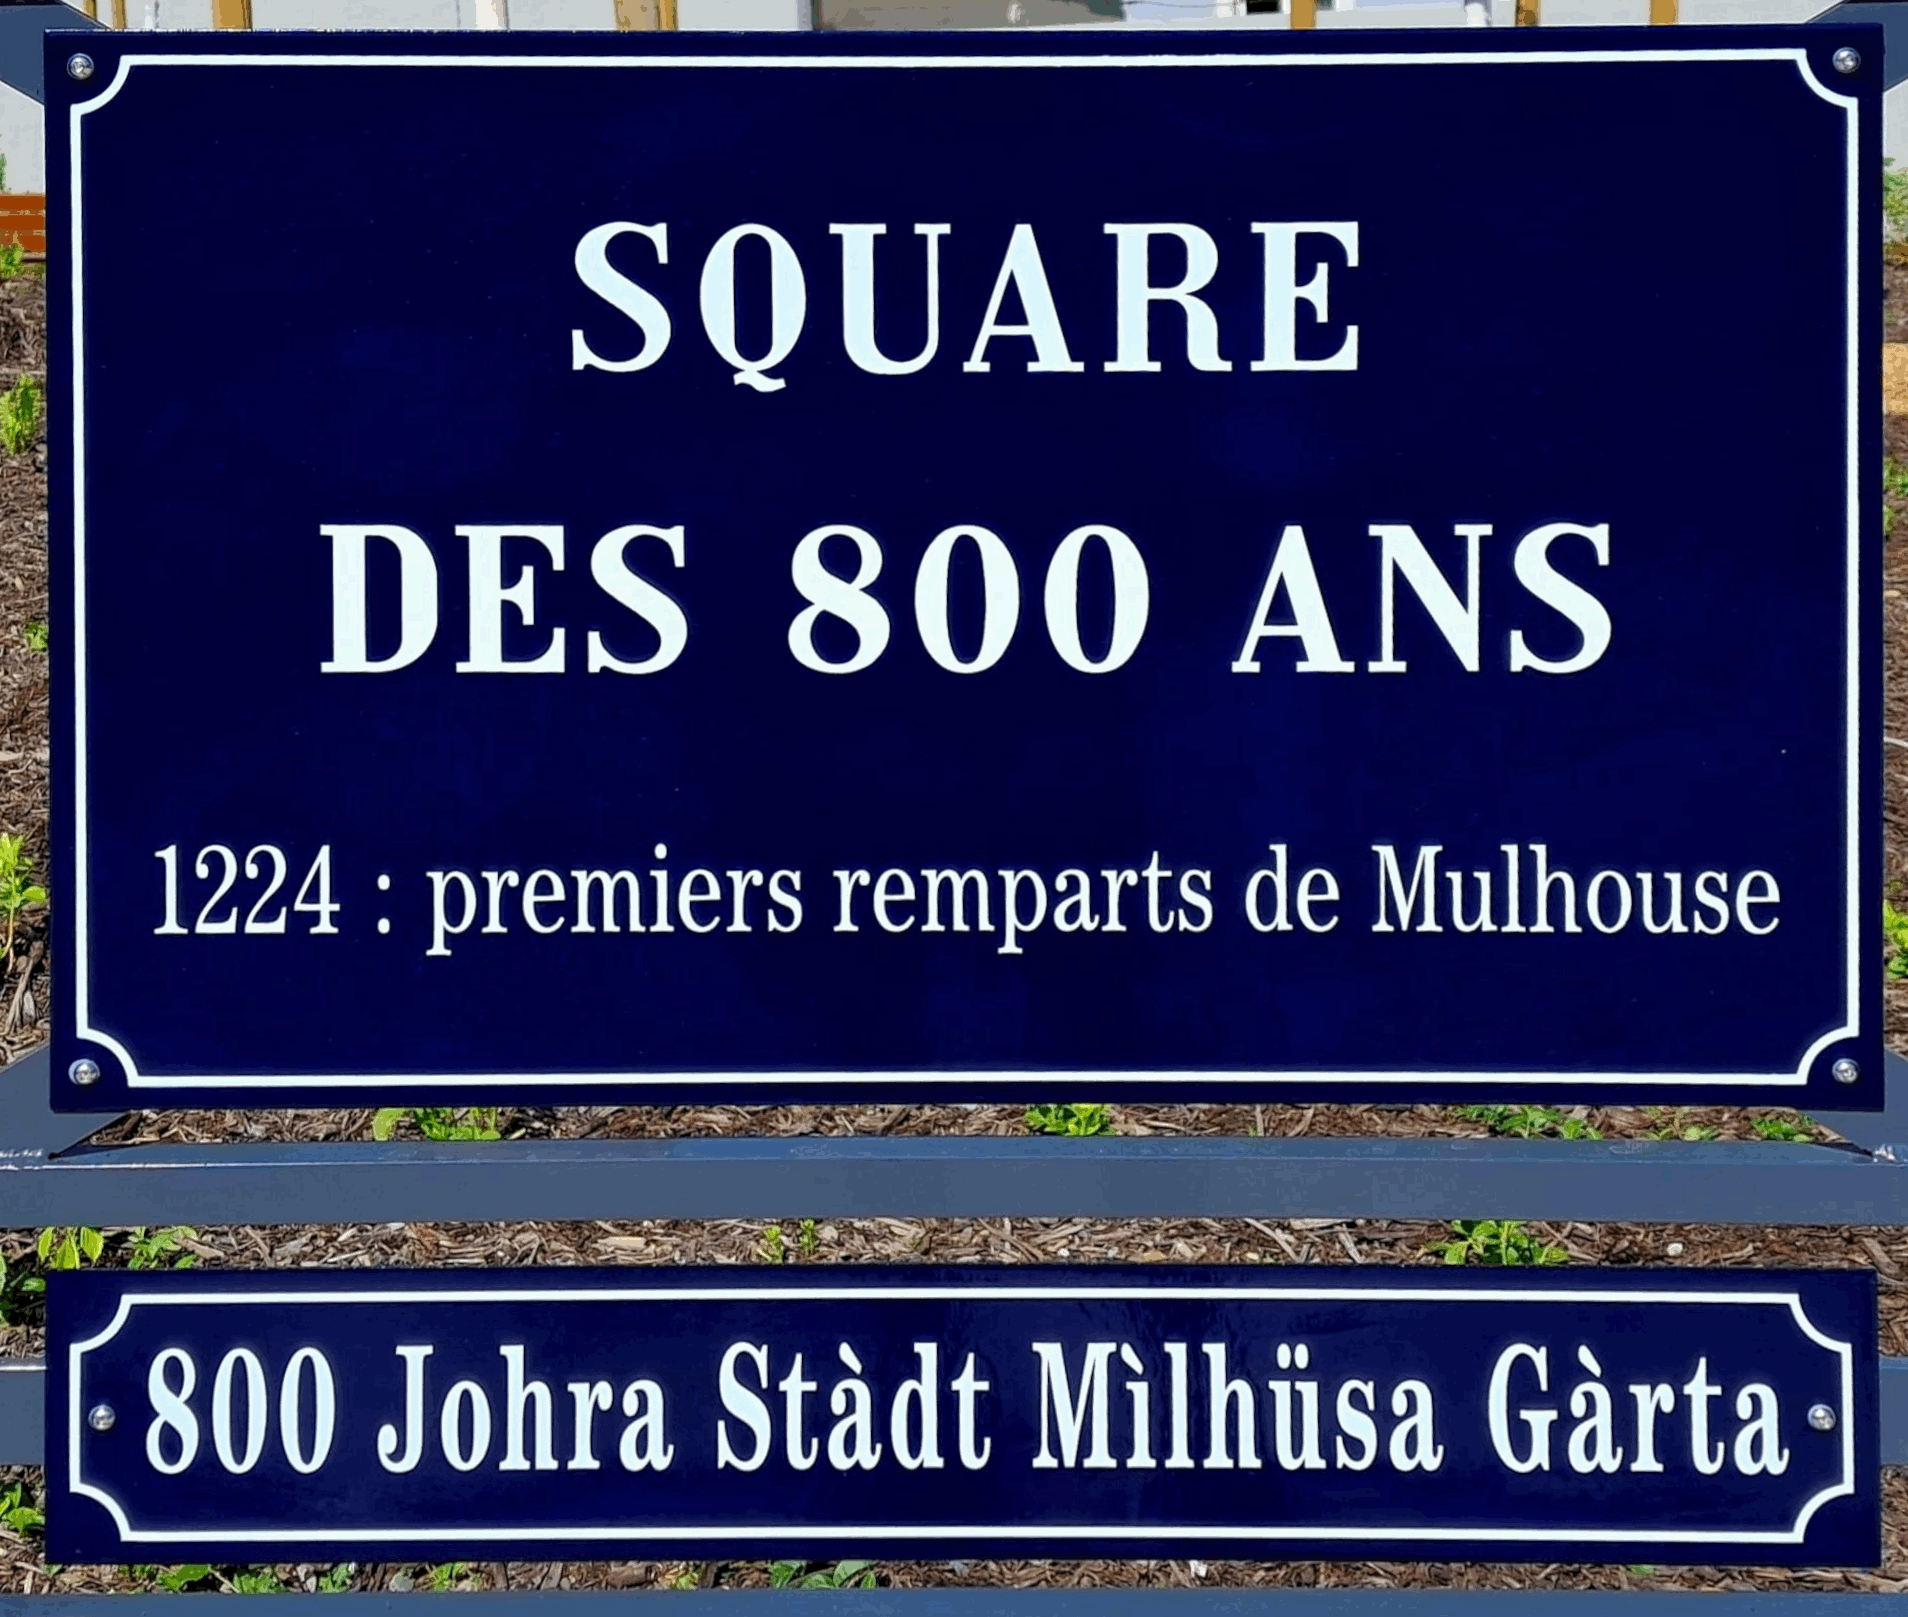 SQUARE
DES 800 ANS
1224 : premiers remparts de Mulhouse
800 Johra Stàdt Mìlhüsa Gàrta